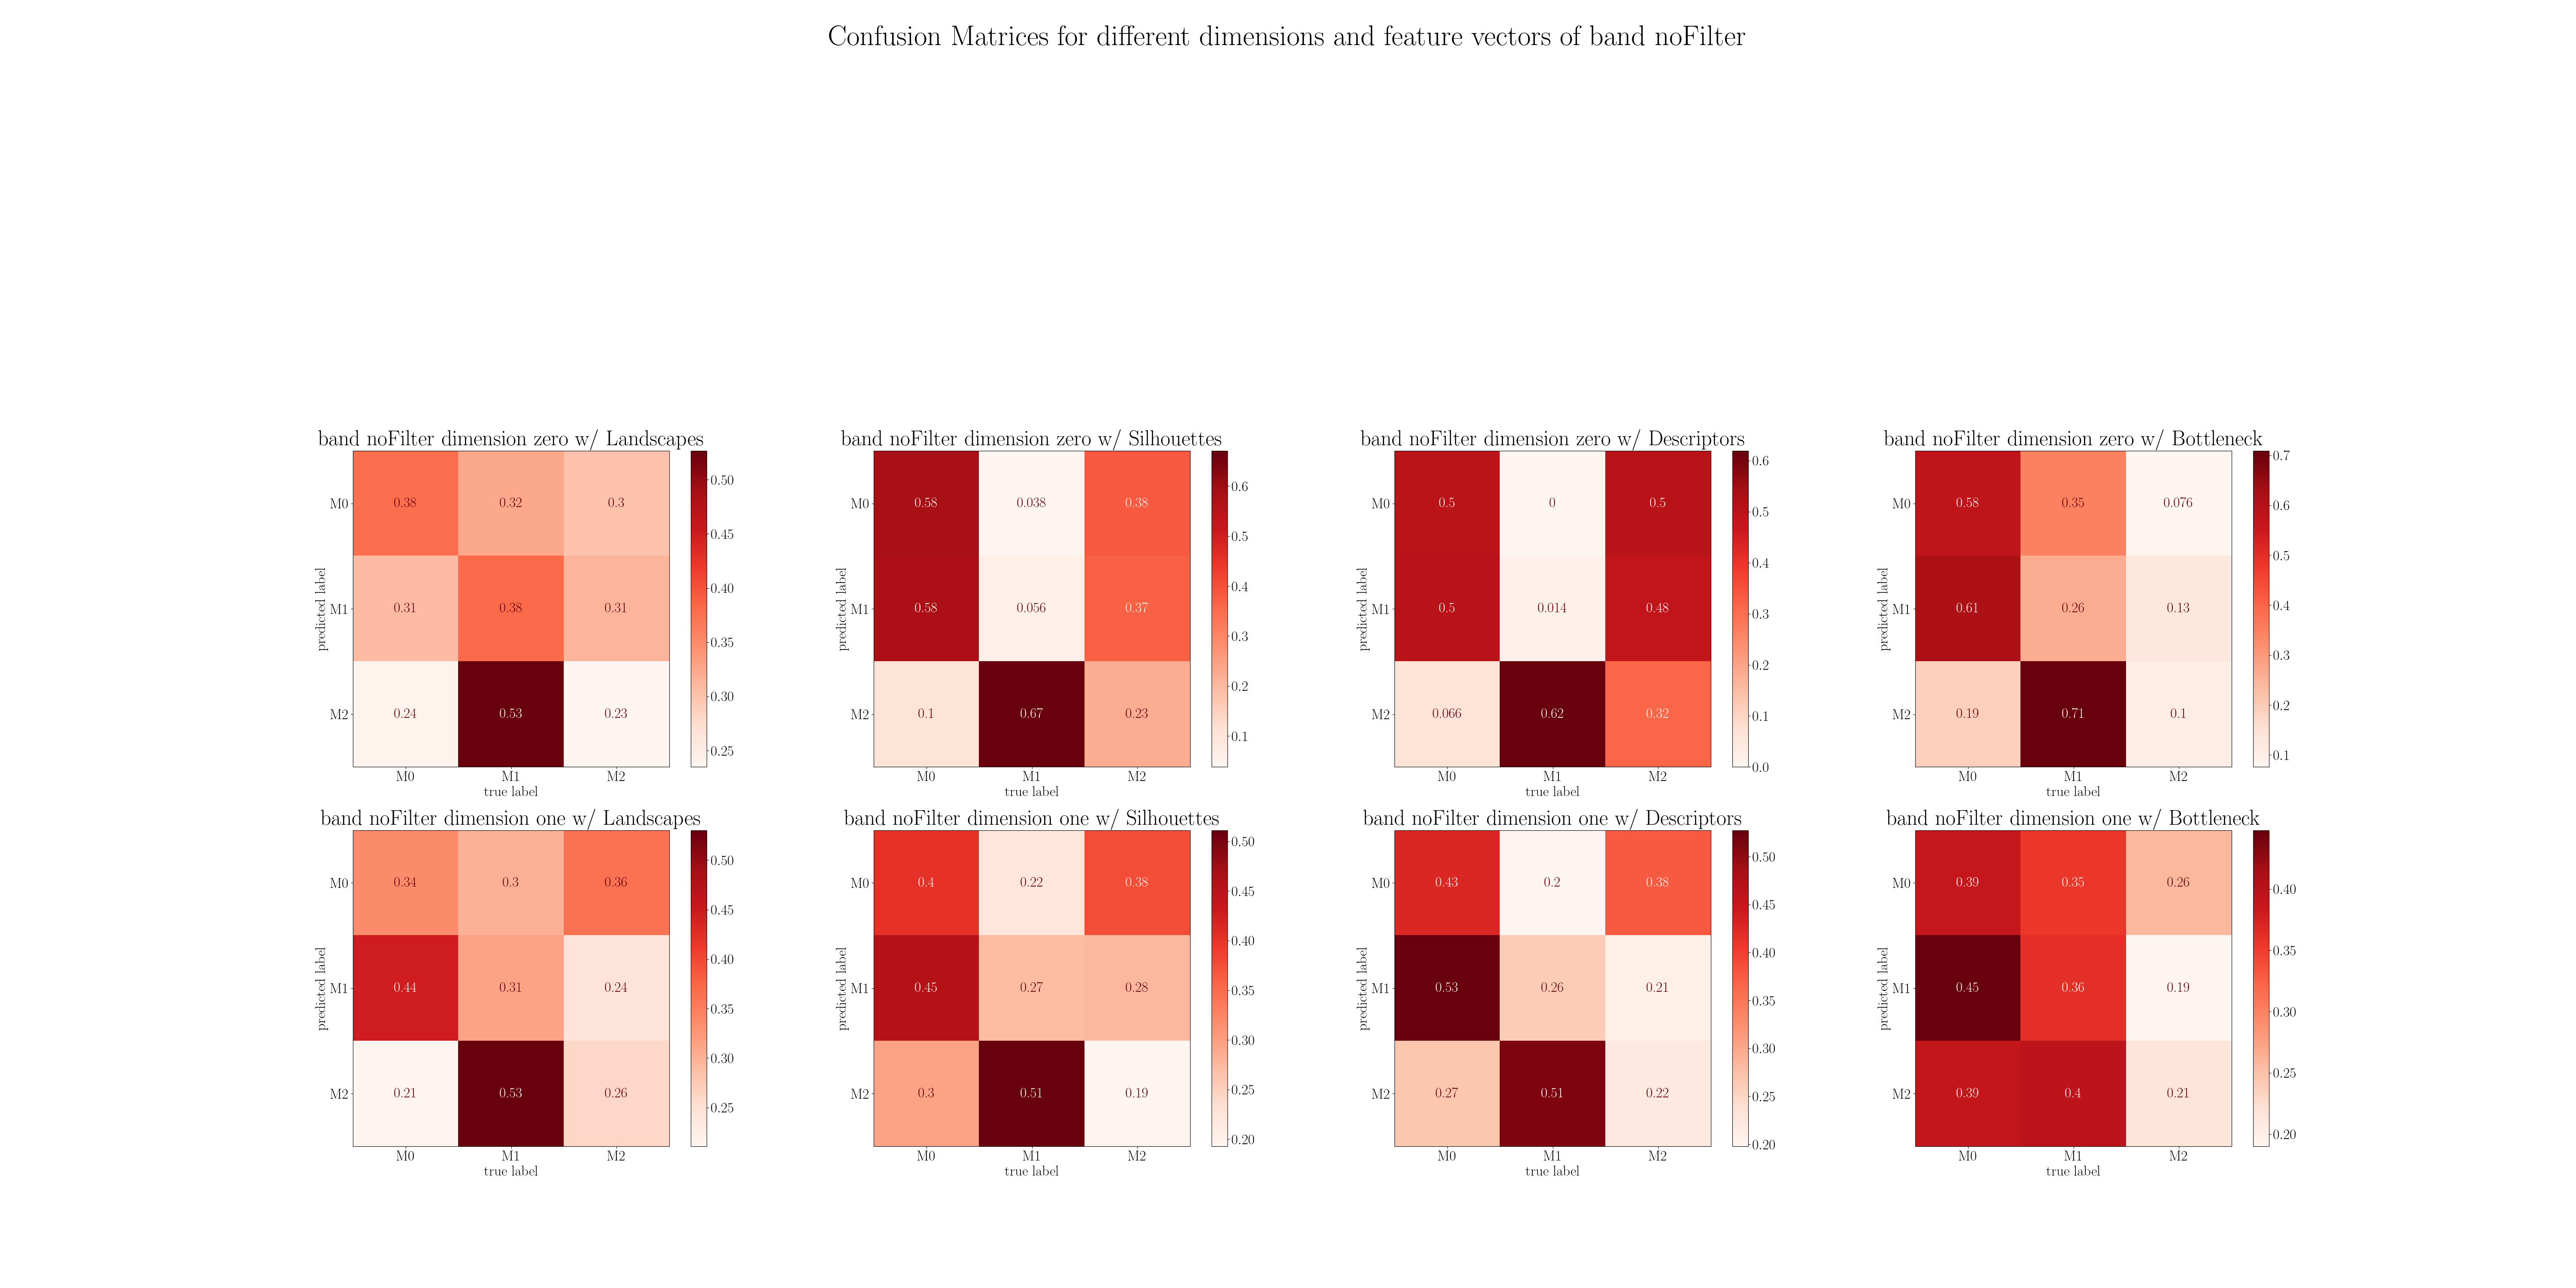 Confusion Matrices for different dimensions and feature vectors of band noFilter
band noFilter dimension zero w/ Landscapes
predicted label
M0 0.38 0.32 0.3
M1 0.31 0.38 0.31
M2 0.24 0.53 0.23
M0 M1 M2
true label
0.50
0.45
0.40
0.35
0.30
0.25
band noFilter dimension zero w/ Silhouettes
predicted label
M0 0.58 0.038 0.38
M1 0.58 0.056 0.37
M2 0.1 0.67 0.23
M0 M1 M2
true label
0.6
0.5
0.4
0.3
0.2
0.1
band noFilter dimension zero w/ Descriptors
predicted label
M0 0.5 0 0.5
M1 0.5 0.014 0.48
M2 0.066 0.62 0.32
M0 M1 M2
true label
0.6
0.5
0.4
0.3
0.2
0.1
0.0
band noFilter dimension zero w/ Bottleneck
predicted label
M0 0.58 0.35 0.076
M1 0.61 0.26 0.13
M2 0.19 0.71 0.1
M0 M1 M2
true label
0.7
0.6
0.5
0.4
0.3
0.2
0.1
band noFilter dimension one w/ Landscapes
predicted label
M0 0.34 0.3 0.36
M1 0.44 0.31 0.24
M2 0.21 0.53 0.26
M0 M1 M2
true label
0.50
0.45
0.40
0.35
0.30
0.25
band noFilter dimension one w/ Silhouettes
predicted label
M0 0.4 0.22 0.38
M1 0.45 0.27 0.28
M2 0.3 0.51 0.19
M0 M1 M2
true label
0.50
0.45
0.40
0.35
0.30
0.25
0.20
band noFilter dimension one w/ Descriptors
predicted label
M0 0.43 0.2 0.38
M1 0.53 0.26 0.21
M2 0.27 0.51 0.22
M0 M1 M2
true label
0.50
0.45
0.40
0.35
0.30
0.25
0.20
band noFilter dimension one w/ Bottleneck
predicted label
M0 0.39 0.35 0.26
M1 0.45 0.36 0.19
M2 0.39 0.4 0.21
M0 M1 M2
true label
0.40
0.35
0.30
0.25
0.20